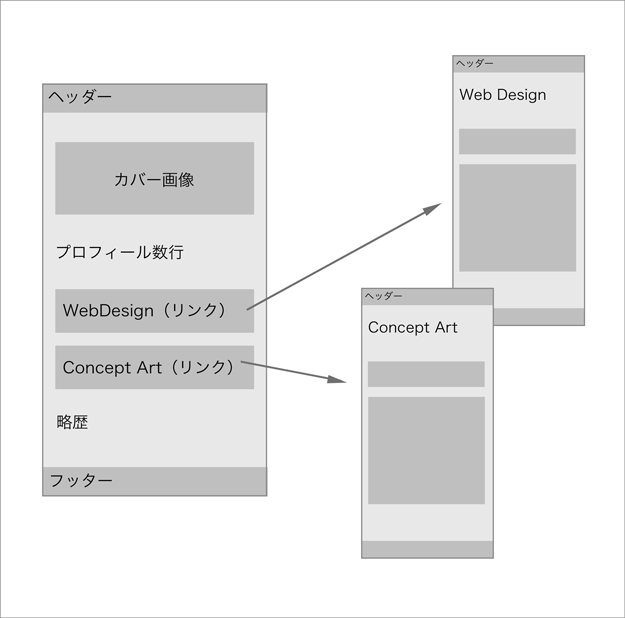 ヘッダー
カバー画像
プロフィール数行
WebDesign（リンク）
Concept Art（リンク）
略歴
フッター
ヘッダー
Web Design
ヘッダー
Concept Art